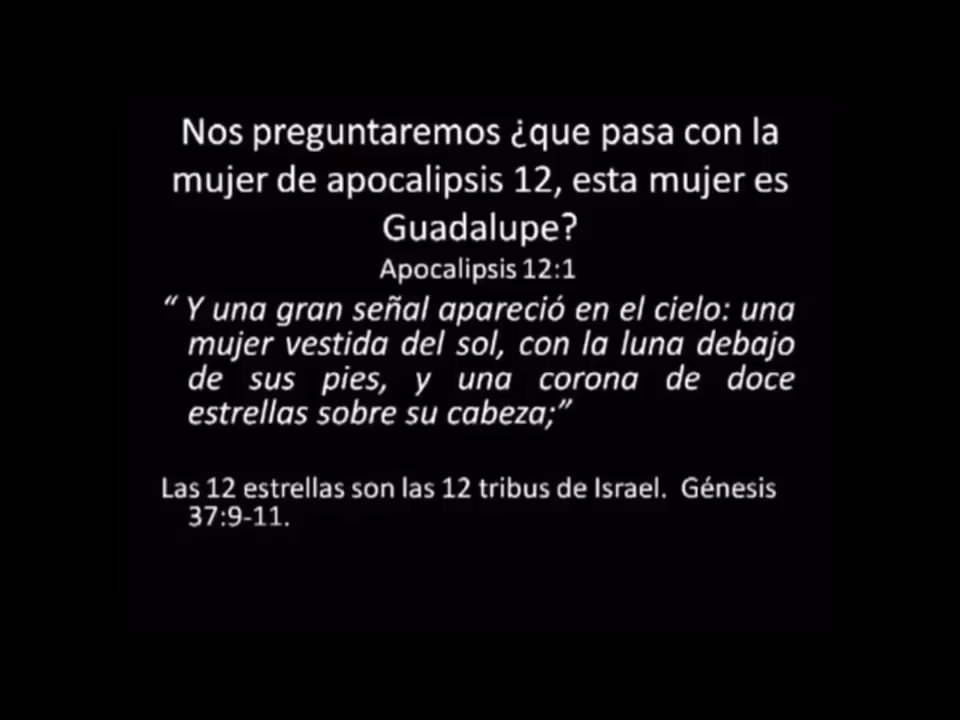 Nos preguntaremos ¿que pasa con la
mujer de apocalipsis 12, esta mujer es
Guadalupe?
Apocalipsis 12:1
“ Y una gran señal apareció en el cielo: una
mujer vestida del sol, con la luna debajo
de sus pies, y una corona de doce
estrellas sobre su cabeza;”
Las 12 estrellas son las 12 tribus de Israel. Génesis
37:9-11.